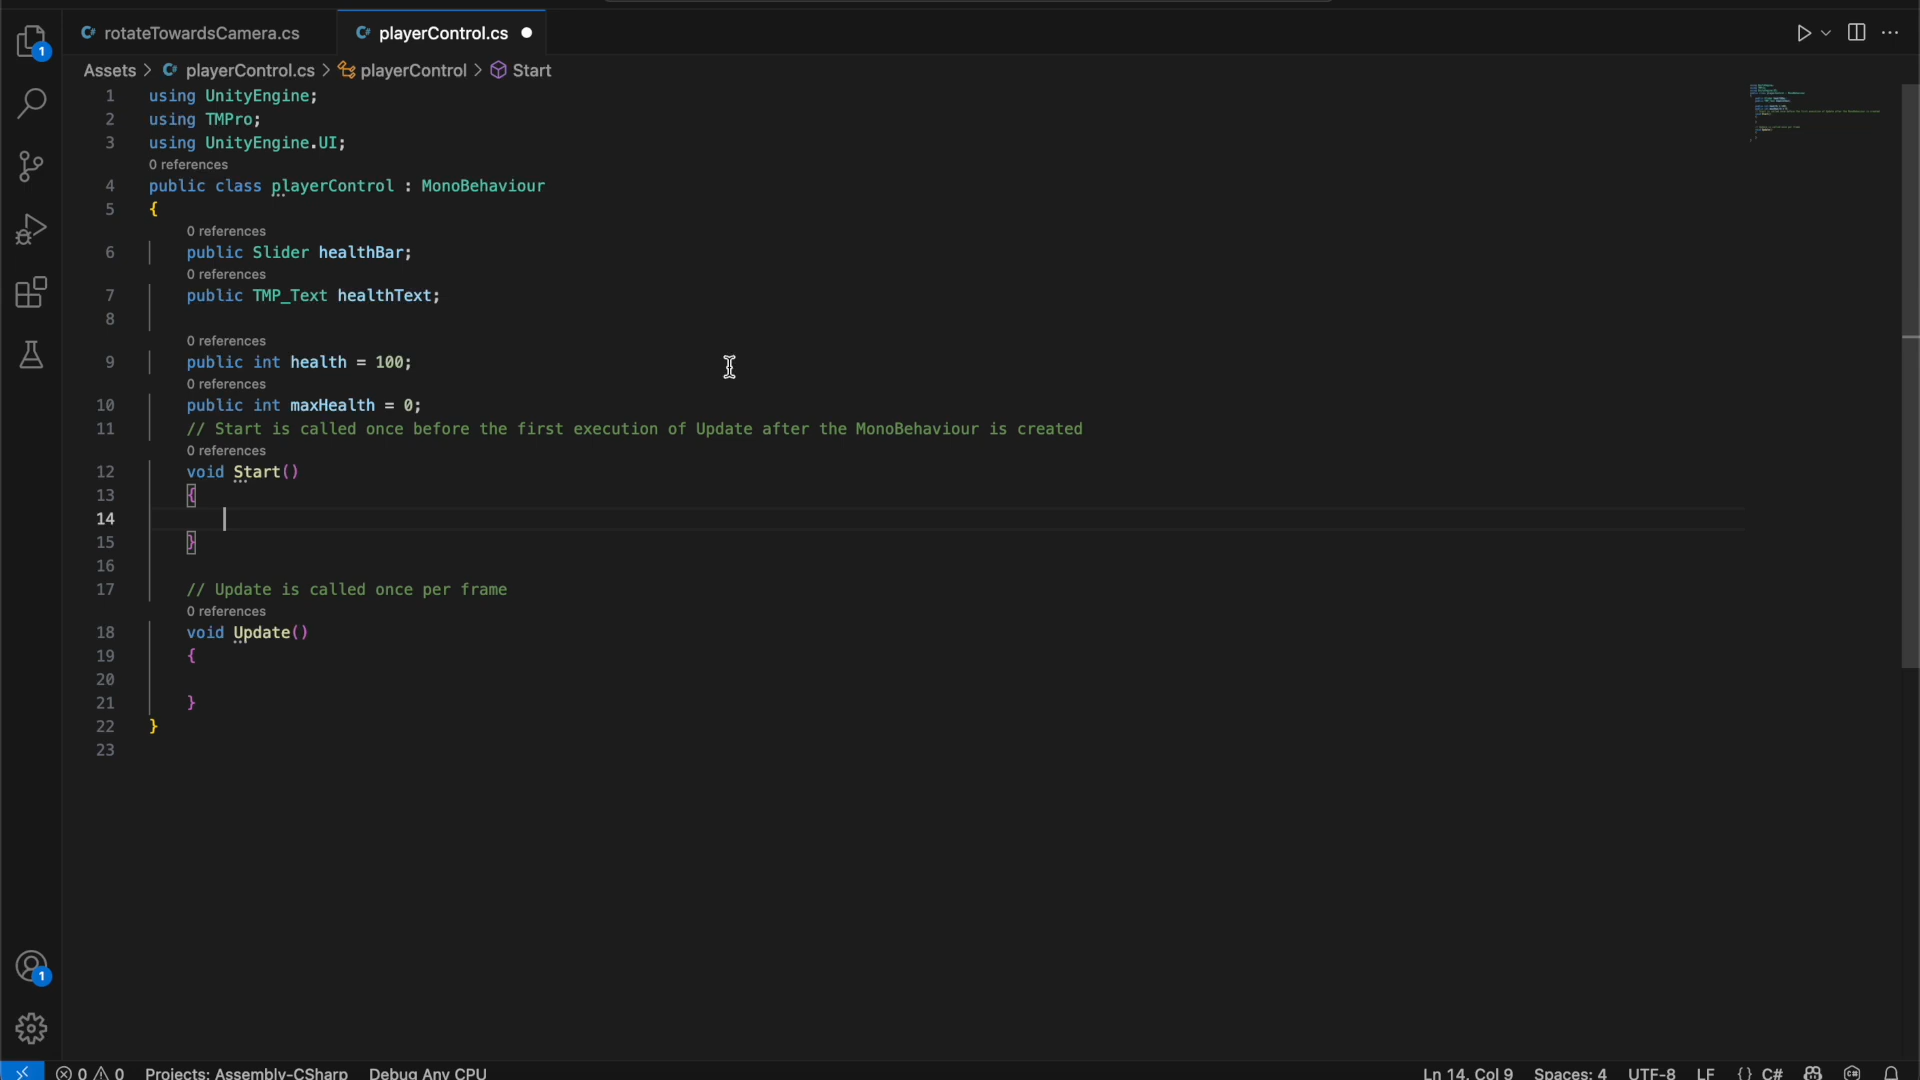 rotateTowardsCamera.cs
playerControl.cs
Assets > playerControl.cs > playerControl > Start
1 using UnityEngine;
2 using TMPro;
3 using UnityEngine.UI;
0 references
4 public class playerControl : MonoBehaviour
5 {
0 references
6 public Slider healthBar;
0 references
7 public TMP_Text healthText;
8
0 references
9 public int health = 100;
0 references
10 public int maxHealth = 0;
11 // Start is called once before the first execution of Update after the MonoBehaviour is created
0 references
12 void Start()
13 {
14
15 }
16
17 // Update is called once per frame
0 references
18 void Update()
19 {
20
21 }
22 }
23
1
1
0 0 Projects: Assembly-CSharp Debug Any CPU Ln 14, Col 9 Spaces: 4 UTF-8 LF {} C#